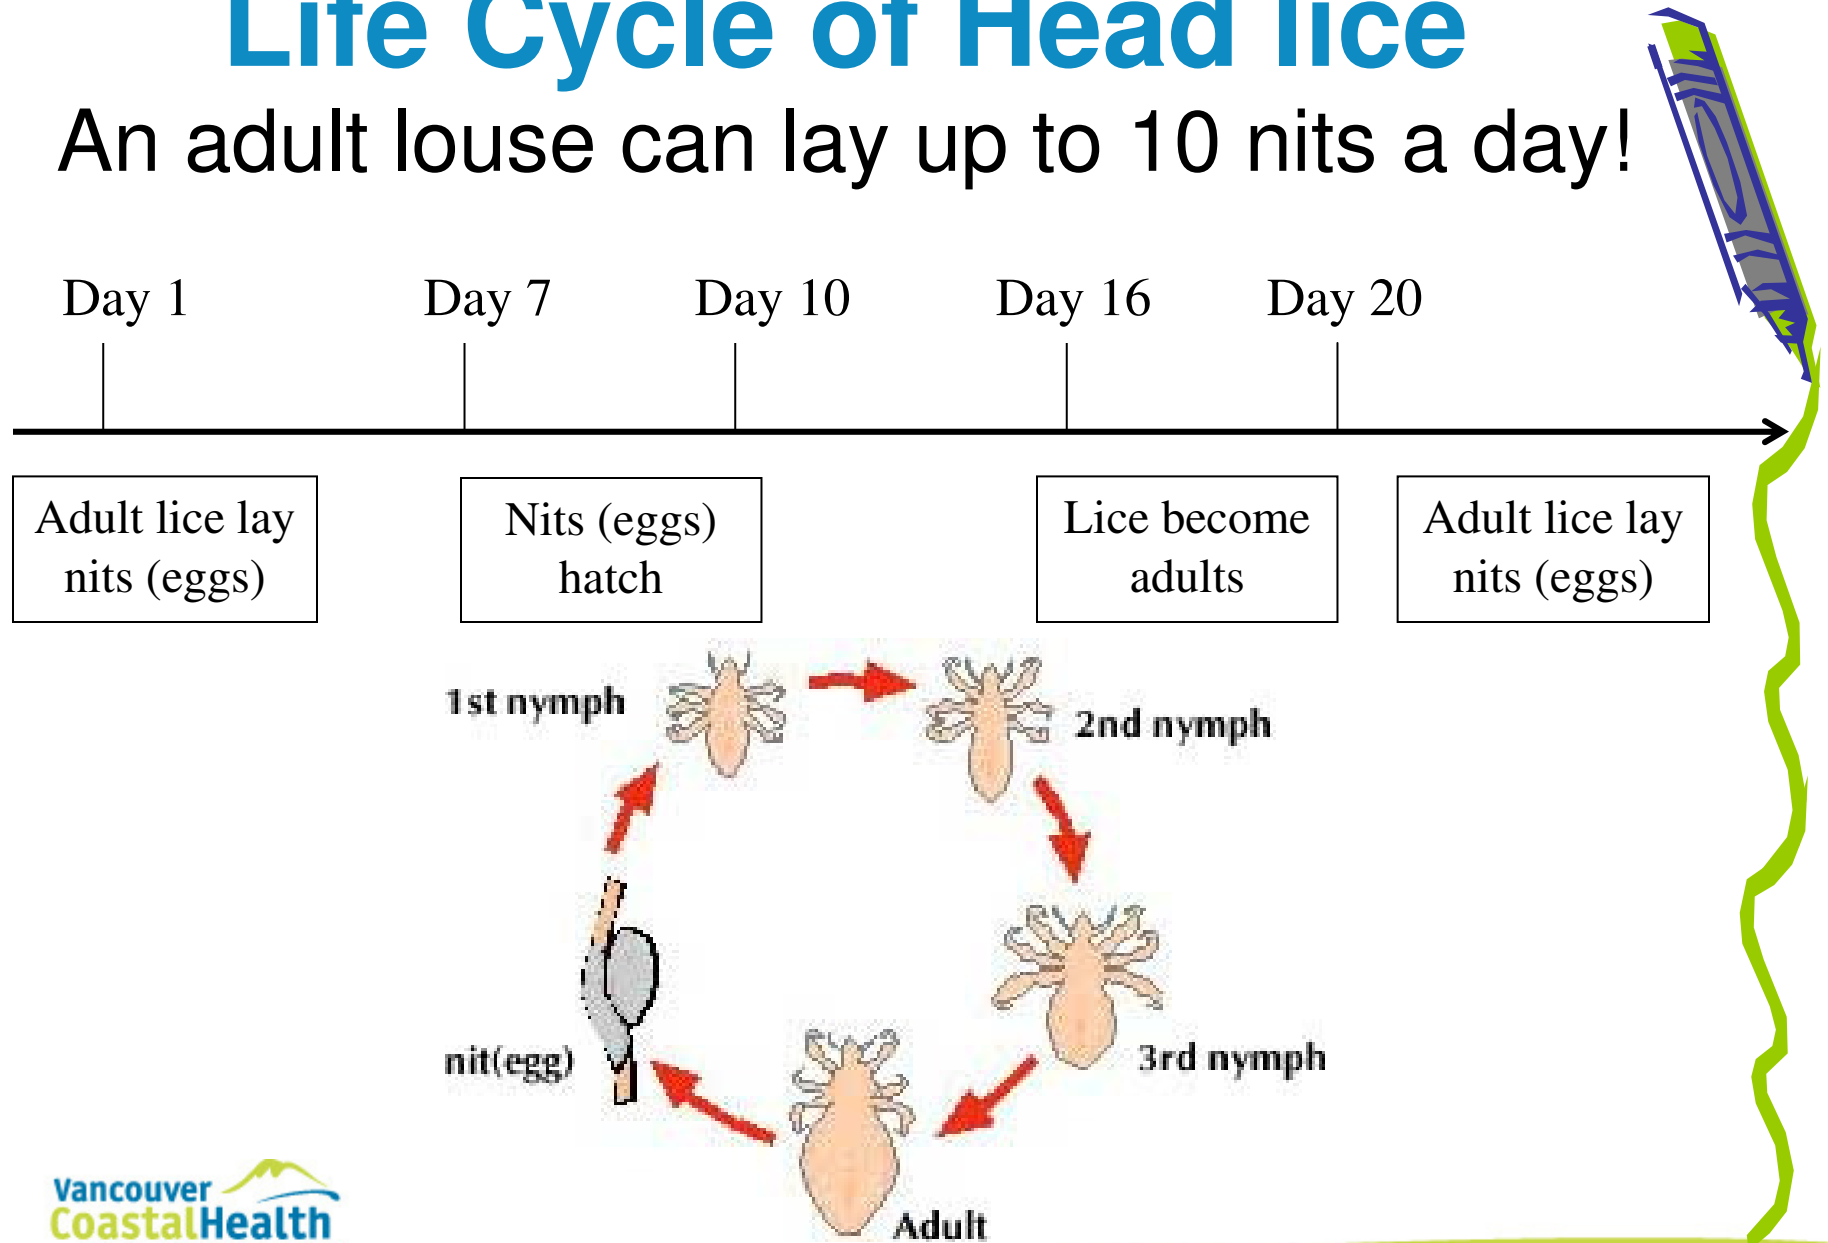 Life Cycle of Head lice
An adult louse can lay up to 10 nits a day!
Day 1 Day 7 Day 10 Day 16 Day 20
Adult lice lay
nits (eggs)
Nits (eggs)
hatch
Lice become
adults
Adult lice lay
nits (eggs)
1st nymph
2nd nymph
3rd nymph
nit(egg)
Adult
Vancouver
CoastalHealth